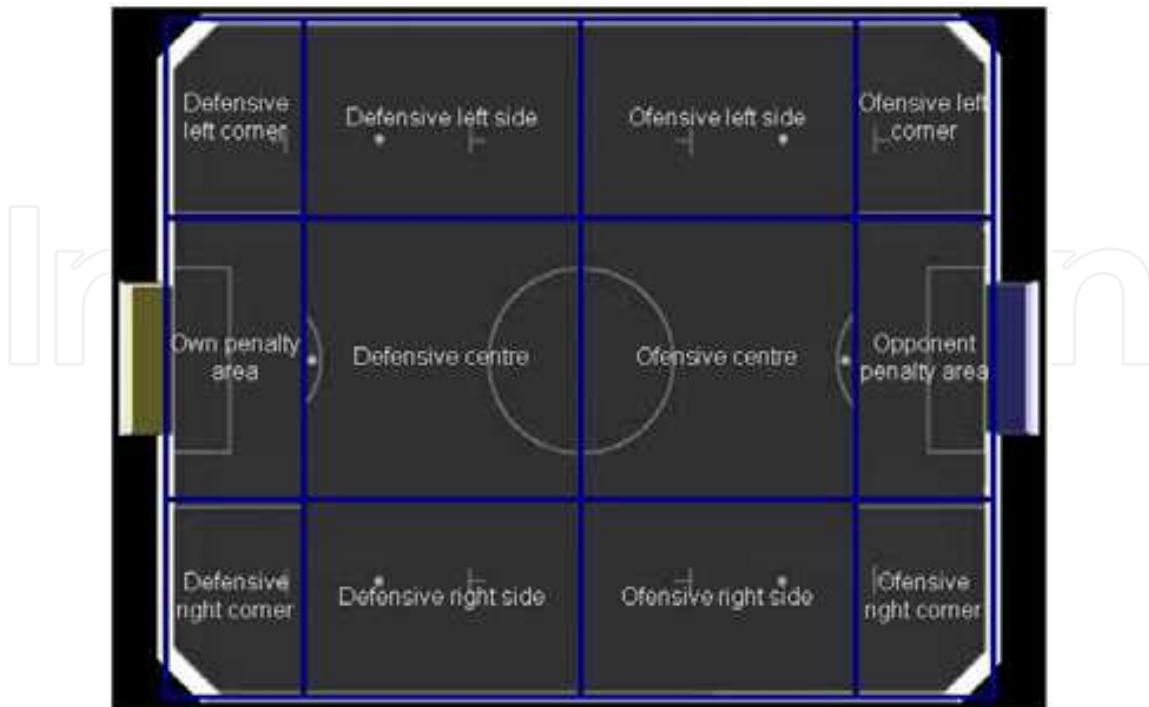 Defensive
left corner
Defensive left side
Ofensive left side
Ofensive left
corner
Own penalty
area
Defensive centre
Ofensive centre
Opponent
penalty area
Defensive
right corner
Defensive right side
Ofensive right side
Ofensive
right corner